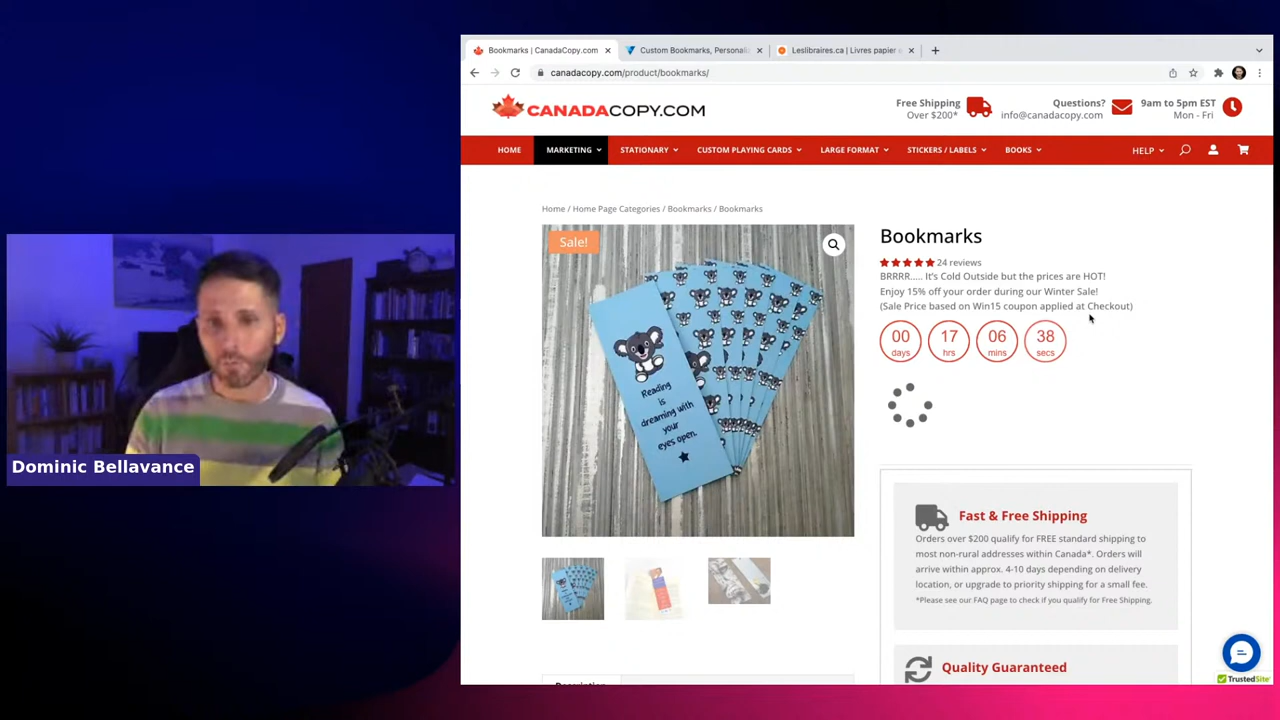 Bookmarks | CanadaCopy.com
Custom Bookmarks, Personali
Leslibraires.ca | Livres papier e
canadacopy.com/product/bookmarks/
CANADACOPY.COM
Free Shipping
Over $200*
Questions?
info@canadacopy.com
9am to 5pm EST
Mon - Fri
HOME
MARKETING
STATIONARY
CUSTOM PLAYING CARDS
LARGE FORMAT
STICKERS / LABELS
BOOKS
HELP
Home / Home Page Categories / Bookmarks / Bookmarks
Sale!
Reading
is
dreaming with
your
eyes open.
Bookmarks
24 reviews
BRRRR..... It's Cold Outside but the prices are HOT!
Enjoy 15% off your order during our Winter Sale!
(Sale Price based on Win15 coupon applied at Checkout)
00 17 06 38
days hrs mins secs
Fast & Free Shipping
Orders over $200 qualify for FREE standard shipping to
most non-rural addresses within Canada*. Orders will
arrive within approx. 4-10 days depending on delivery
location, or upgrade to priority shipping for a small fee.
*Please see our FAQ page to check if you qualify for Free Shipping.
Quality Guaranteed
Description
TrustedSite
Dominic Bellavance